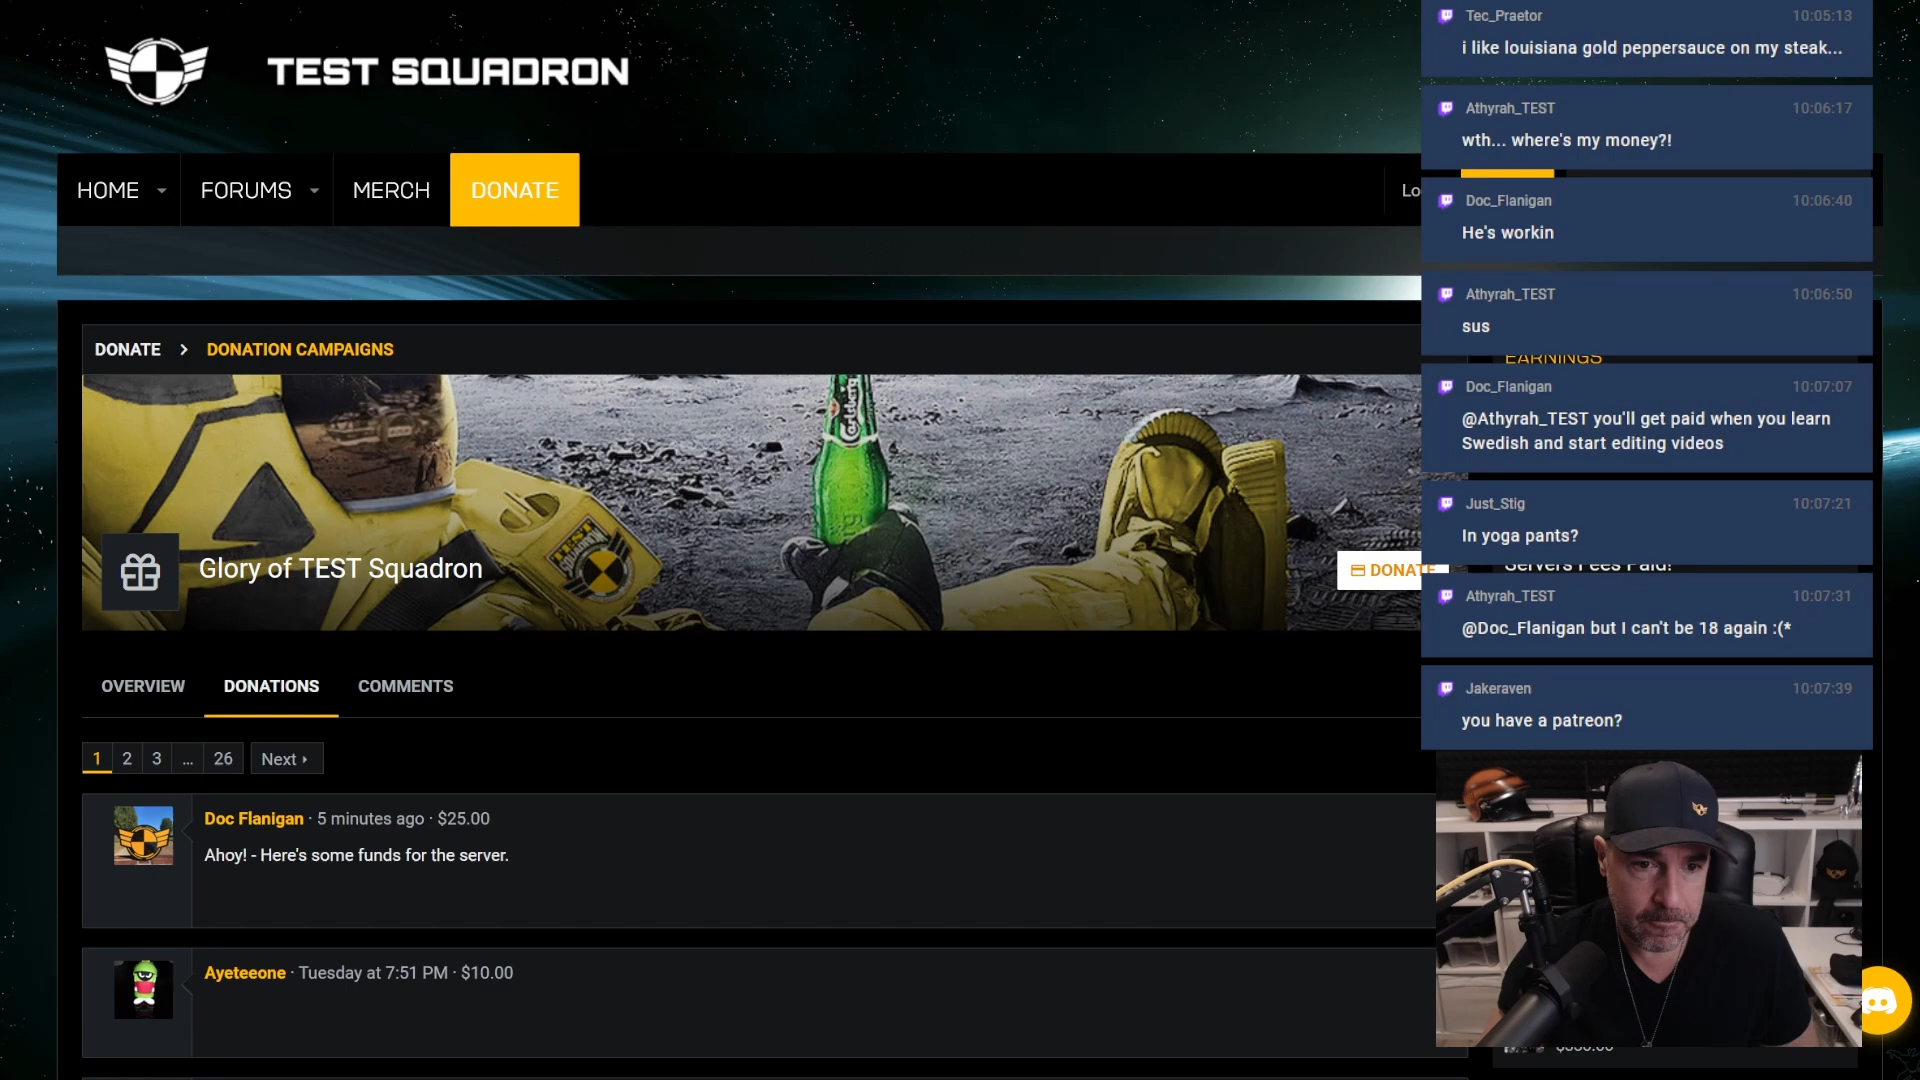 TEST SQUADRON
HOME
FORUMS
MERCH
DONATE
Lo
DONATE
DONATION CAMPAIGNS
Carlsberg
TEST
SQUADRON
Glory of TEST Squadron
DONATE
OVERVIEW
DONATIONS
COMMENTS
1
2
3
...
26
Next
Doc Flanigan · 5 minutes ago · $25.00
Ahoy! - Here's some funds for the server.
Ayeteeone · Tuesday at 7:51 PM · $10.00
Tec_Praetor
10:05:13
i like louisiana gold peppersauce on my steak...
Athyrah_TEST
10:06:17
wth... where's my money?!
Doc_Flanigan
10:06:40
He's workin
Athyrah_TEST
10:06:50
sus
EARNINGS
Doc_Flanigan
10:07:07
@Athyrah_TEST you'll get paid when you learn
Swedish and start editing videos
Just_Stig
10:07:21
In yoga pants?
Servers Fees Paid!
Athyrah_TEST
10:07:31
@Doc_Flanigan but I can't be 18 again :(*
Jakeraven
10:07:39
you have a patreon?